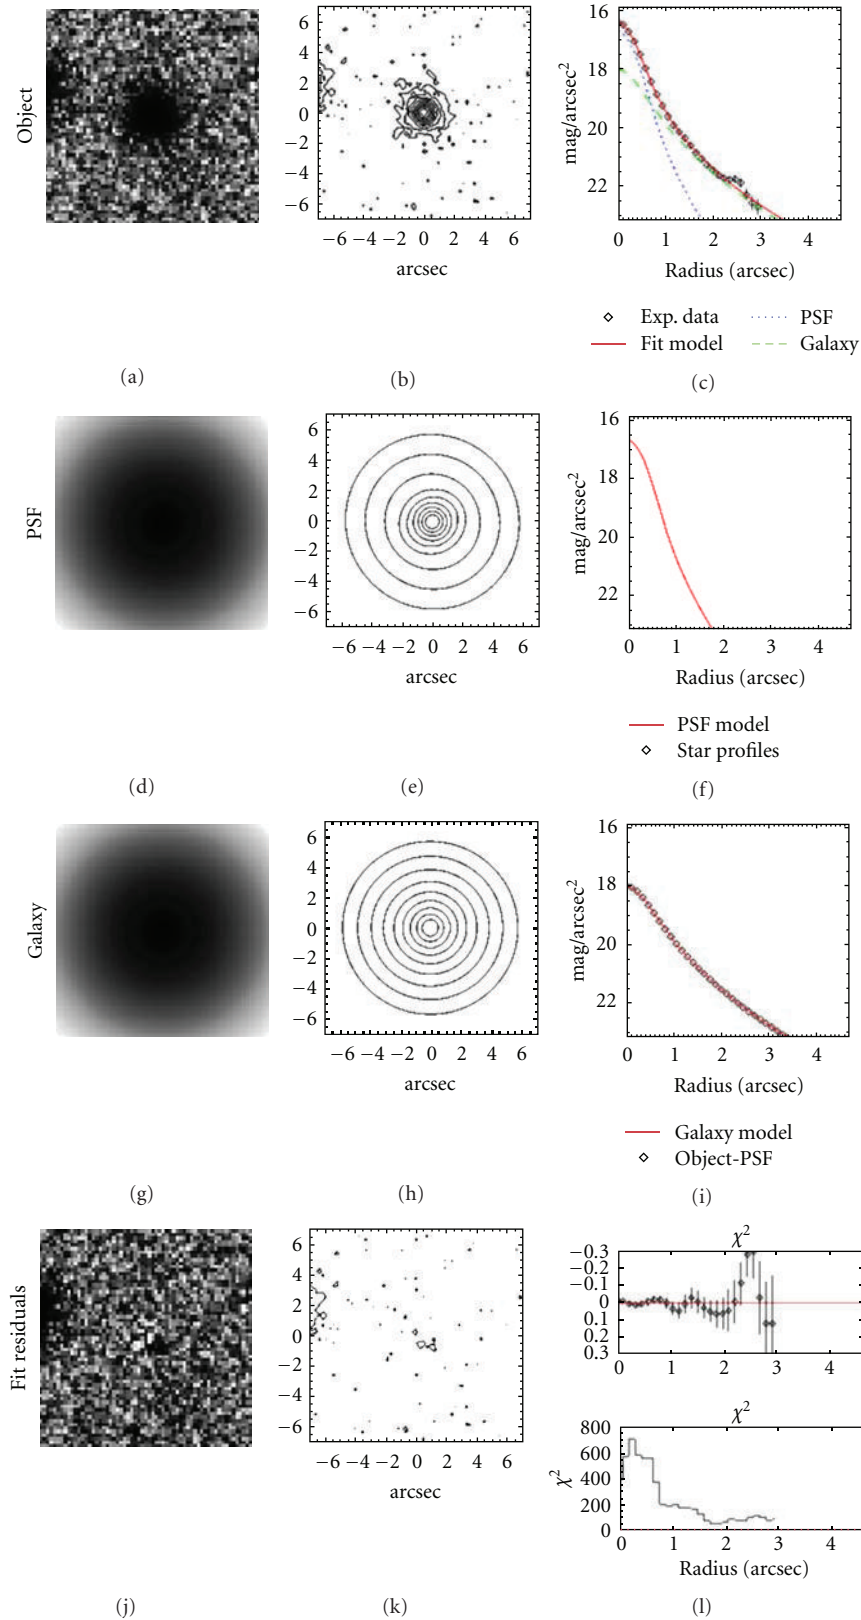 Object
6
4
2
0
−2
−4
−6
−6 −4 −2 0 2 4 6
arcsec
mag/arcsec2
16
18
20
22
0 1 2 3 4
Radius (arcsec)
Exp. data
PSF
Fit model
Galaxy
(a)
(b)
(c)
PSF
6
4
2
0
−2
−4
−6
−6 −4 −2 0 2 4 6
arcsec
mag/arcsec2
16
18
20
22
0 1 2 3 4
Radius (arcsec)
PSF model
Star profiles
(d)
(e)
(f)
Galaxy
6
4
2
0
−2
−4
−6
−6 −4 −2 0 2 4 6
arcsec
mag/arcsec2
16
18
20
22
0 1 2 3 4
Radius (arcsec)
Galaxy model
Object-PSF
(g)
(h)
(i)
Fit residuals
6
4
2
0
−2
−4
−6
−6 −4 −2 0 2 4 6
arcsec
χ2
−0.3
−0.1
0
0.1
0.3
0 1 2 3 4
χ2
χ2
800
600
400
200
0
0 1 2 3 4
Radius (arcsec)
(j)
(k)
(l)